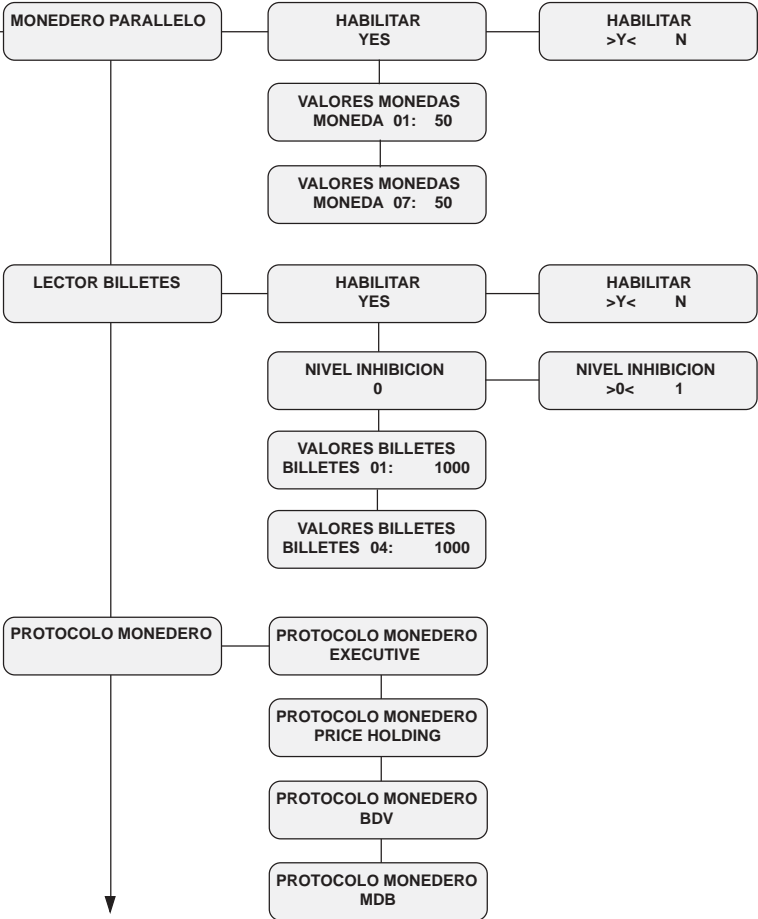 MONEDERO PARALLELO
HABILITAR
YES
HABILITAR
>Y< N
VALORES MONEDAS
MONEDA 01: 50
VALORES MONEDAS
MONEDA 07: 50
LECTOR BILLETES
HABILITAR
YES
HABILITAR
>Y< N
NIVEL INHIBICION
0
NIVEL INHIBICION
>0< 1
VALORES BILLETES
BILLETES 01: 1000
VALORES BILLETES
BILLETES 04: 1000
PROTOCOLO MONEDERO
PROTOCOLO MONEDERO
EXECUTIVE
PROTOCOLO MONEDERO
PRICE HOLDING
PROTOCOLO MONEDERO
BDV
PROTOCOLO MONEDERO
MDB